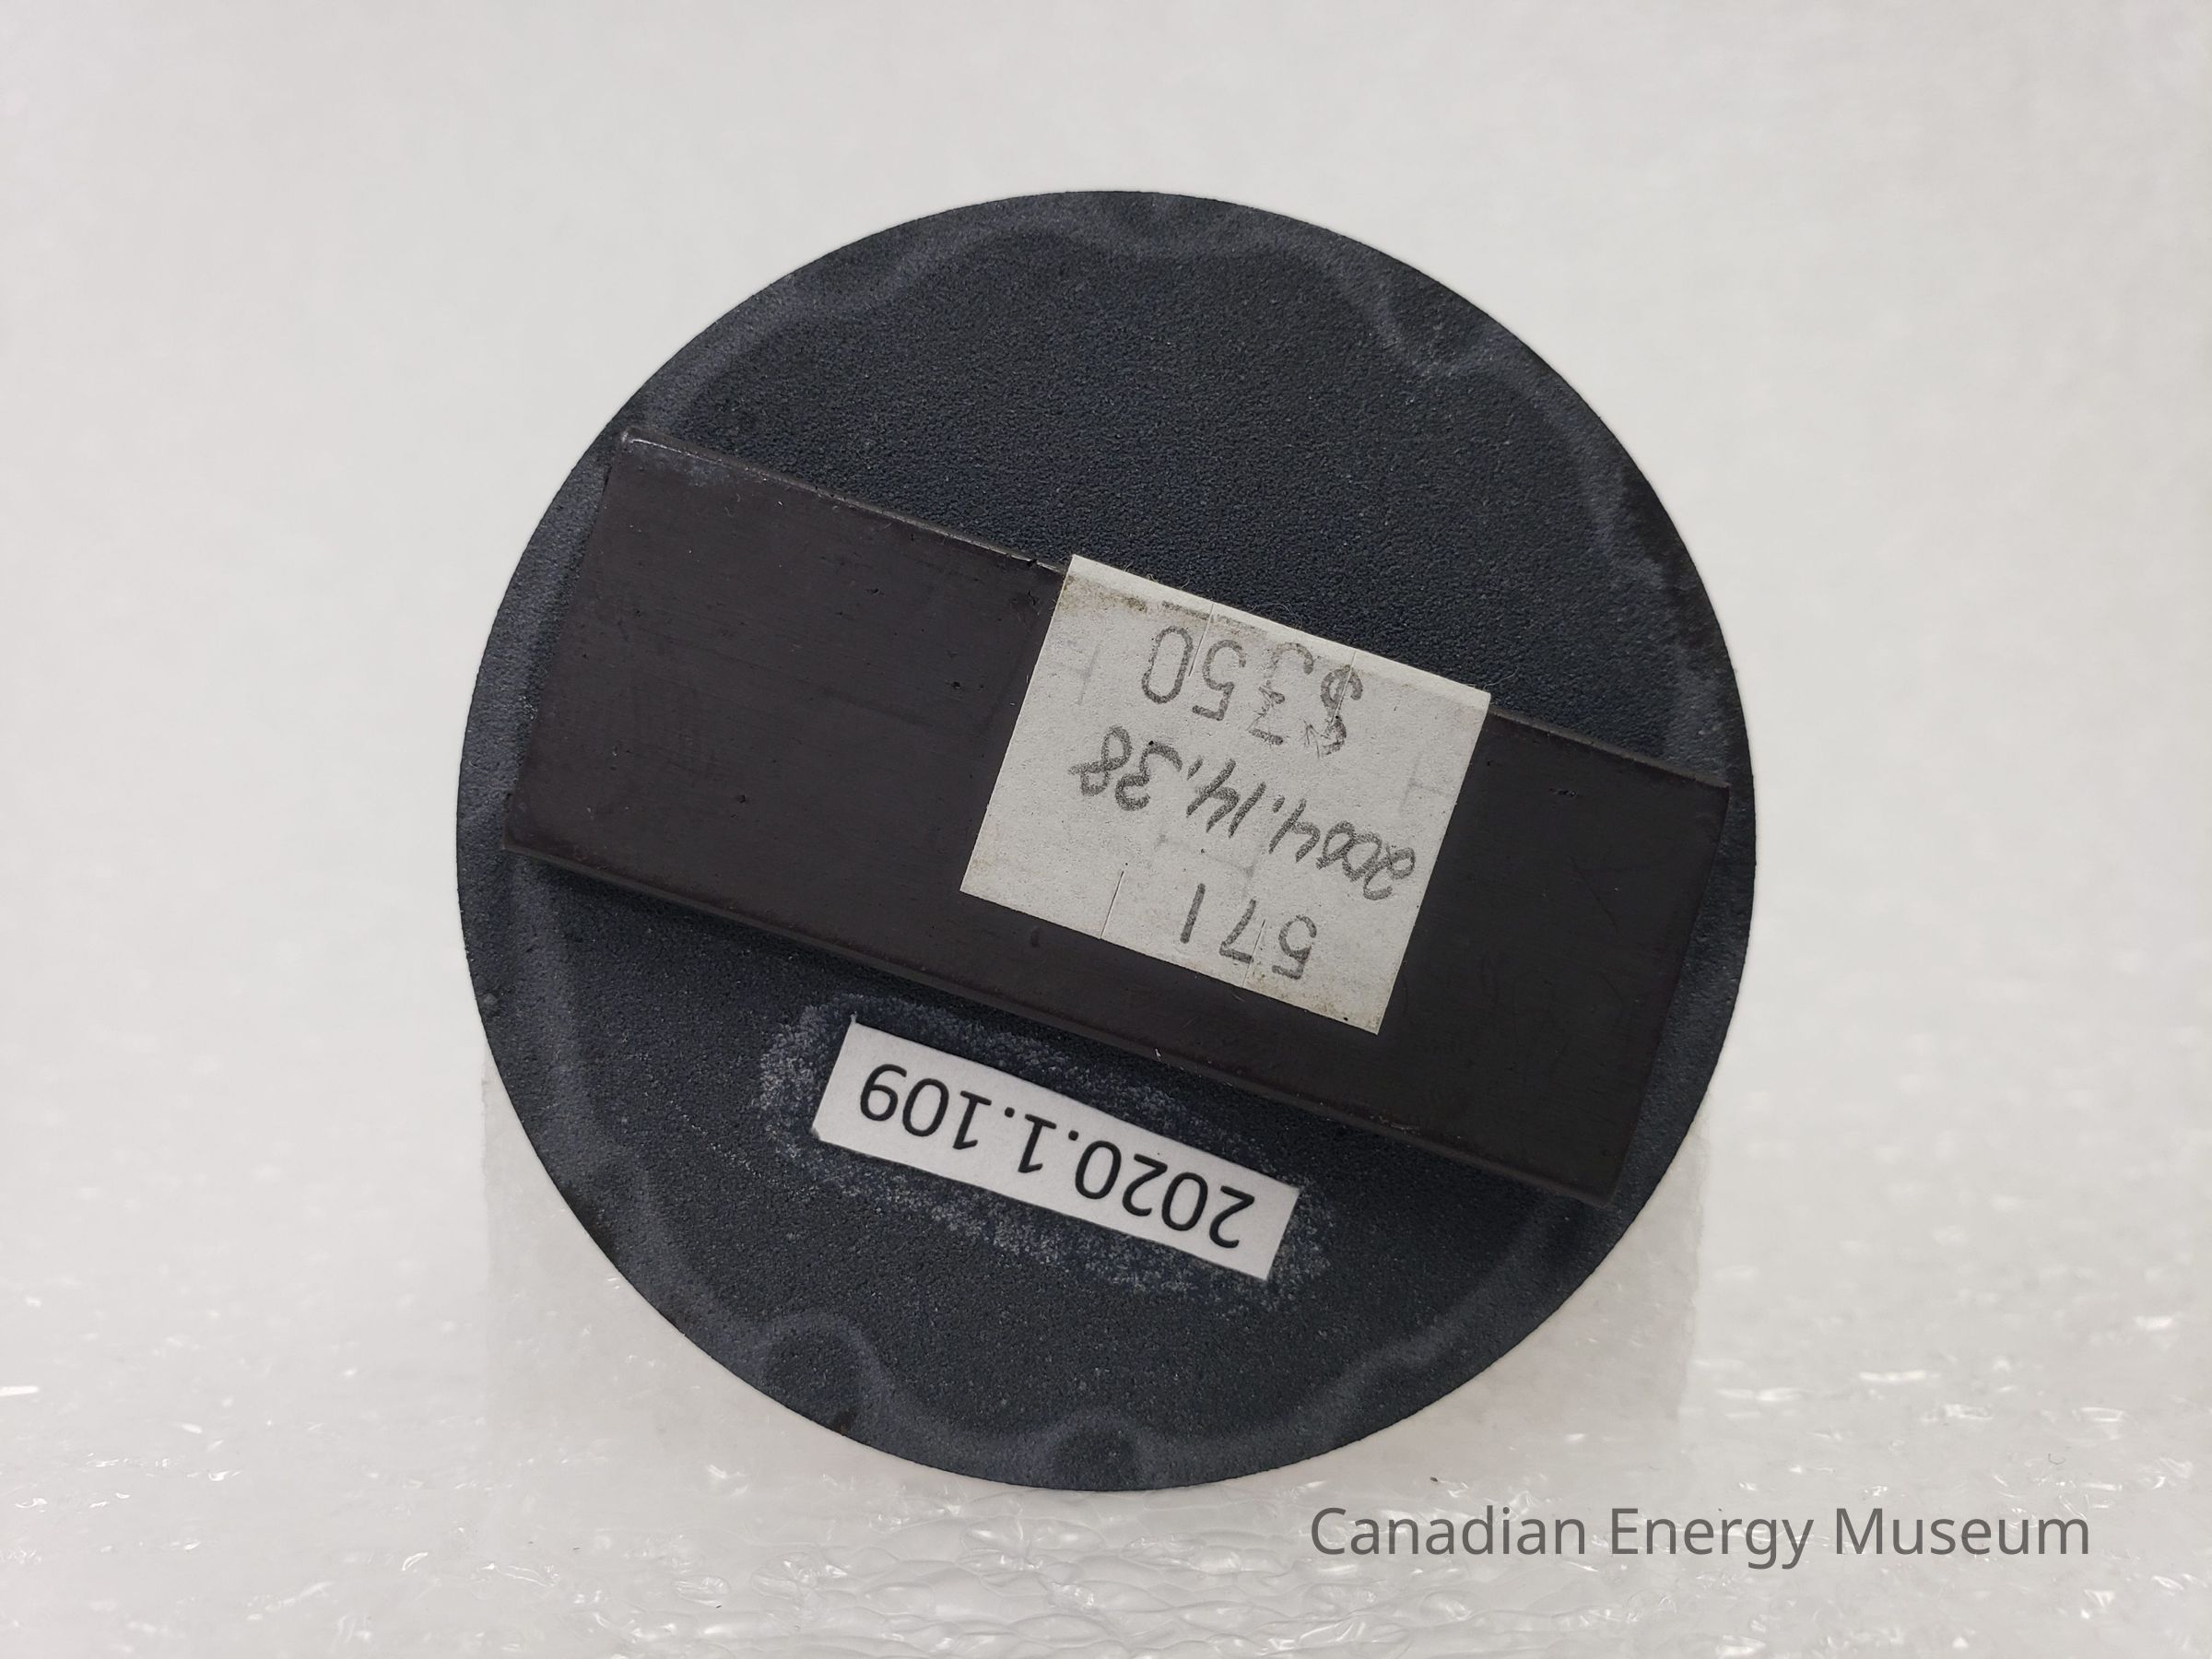 2020.1.109
571
2004.14.38
$350
Canadian Energy Museum